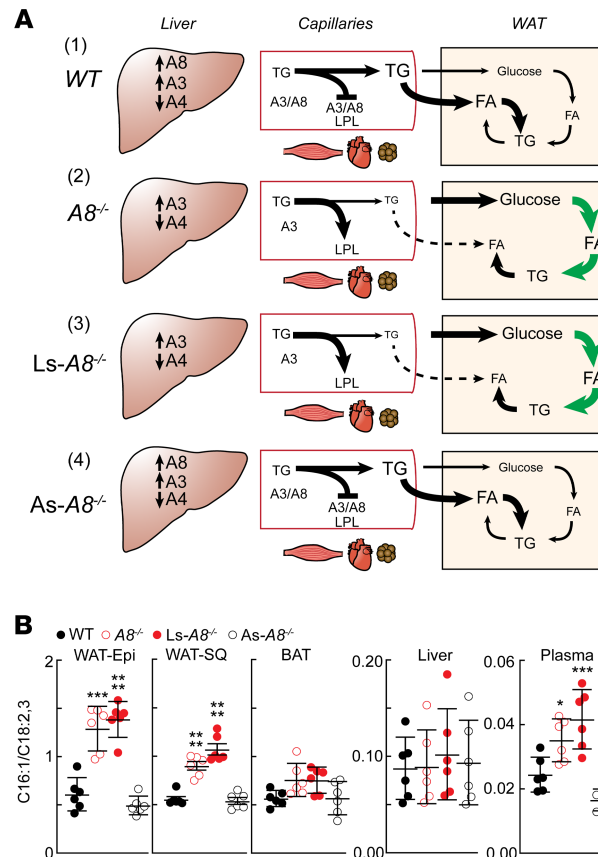 A
Liver Capillaries WAT
(1)
WT
A8
A3
A4
TG TG
A3/A8 A3/A8
LPL
Glucose
FA FA
TG
(2)
A8-/-
A3
A4
TG TG
A3
LPL
Glucose
FA FA
TG
(3)
Ls-A8-/-
A3
A4
TG TG
A3
LPL
Glucose
FA FA
TG
(4)
As-A8-/-
A8
A3
A4
TG TG
A3/A8 A3/A8
LPL
Glucose
FA FA
TG
B
WT A8-/- Ls-A8-/- As-A8-/-
WAT-Epi WAT-SQ BAT Liver Plasma
C16:1/C18:2,3
2
1
0
*** ** **
** ** ** **
0.20
0.10
0.00
0.06
0.04
0.02
0.00
* ***